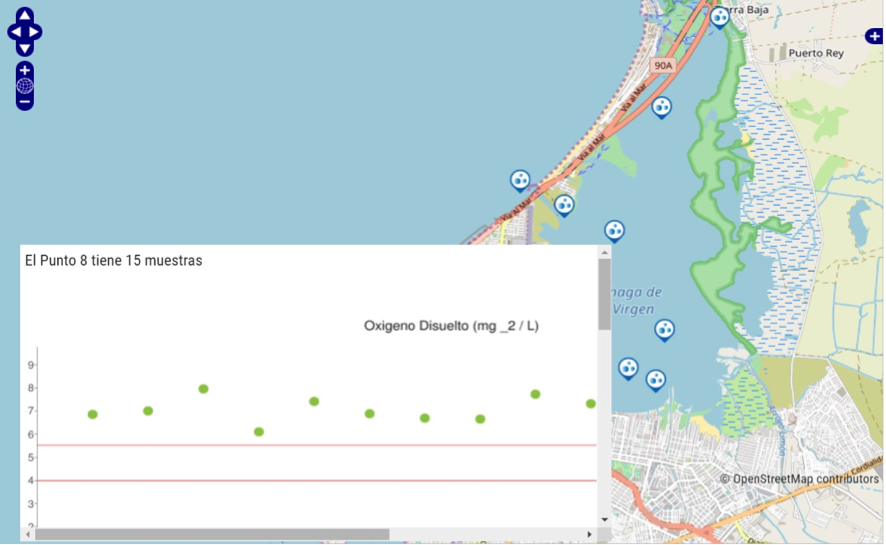 rra Baja
Puerto Rey
90A
Vía al Mar
Vía al Mar
Vía Al Mar
El Punto 8 tiene 15 muestras
naga de
Virgen
Oxigeno Disuelto (mg _2 / L)
9
8
7
6
5
4
3
2
© OpenStreetMap contributors
Cordialid